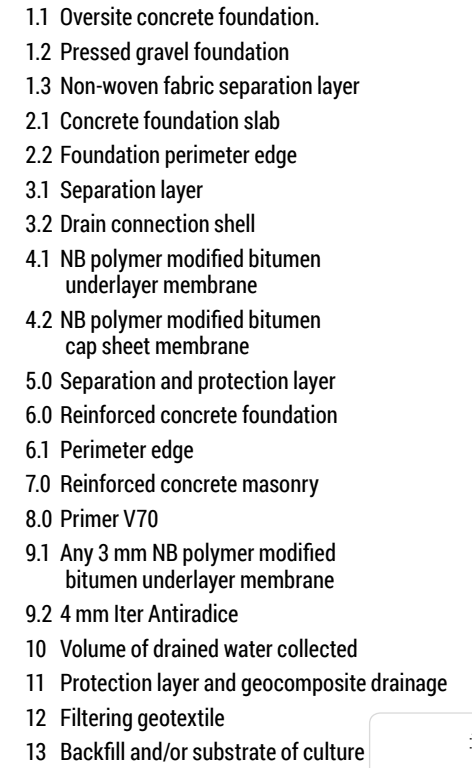 1.1 Oversite concrete foundation.
1.2 Pressed gravel foundation
1.3 Non-woven fabric separation layer
2.1 Concrete foundation slab
2.2 Foundation perimeter edge
3.1 Separation layer
3.2 Drain connection shell
4.1 NB polymer modified bitumen
underlayer membrane
4.2 NB polymer modified bitumen
cap sheet membrane
5.0 Separation and protection layer
6.0 Reinforced concrete foundation
6.1 Perimeter edge
7.0 Reinforced concrete masonry
8.0 Primer V70
9.1 Any 3 mm NB polymer modified
bitumen underlayer membrane
9.2 4 mm Iter Antiradice
10 Volume of drained water collected
11 Protection layer and geocomposite drainage
12 Filtering geotextile
13 Backfill and/or substrate of culture